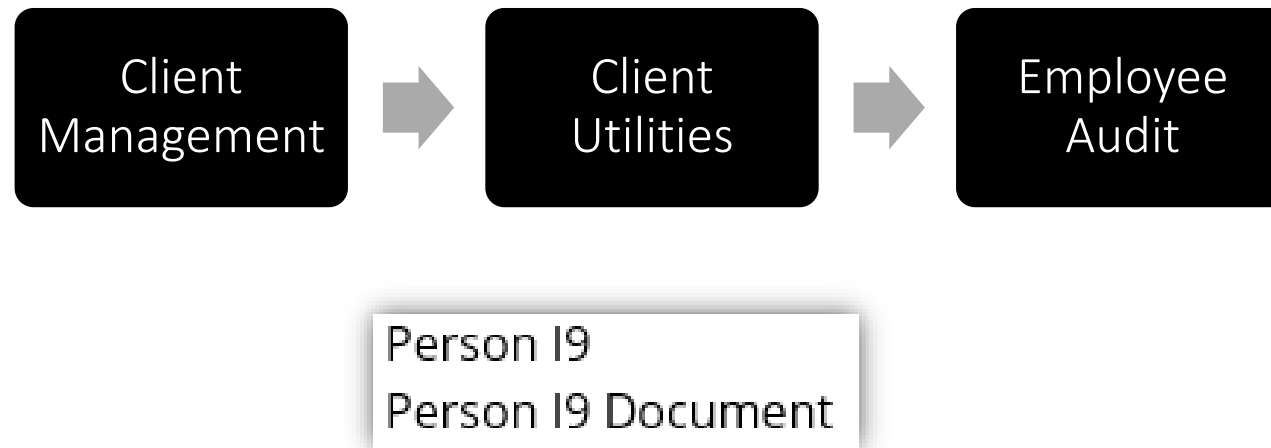 Client
Management
Client
Utilities
Employee
Audit
Person I9
Person I9 Document